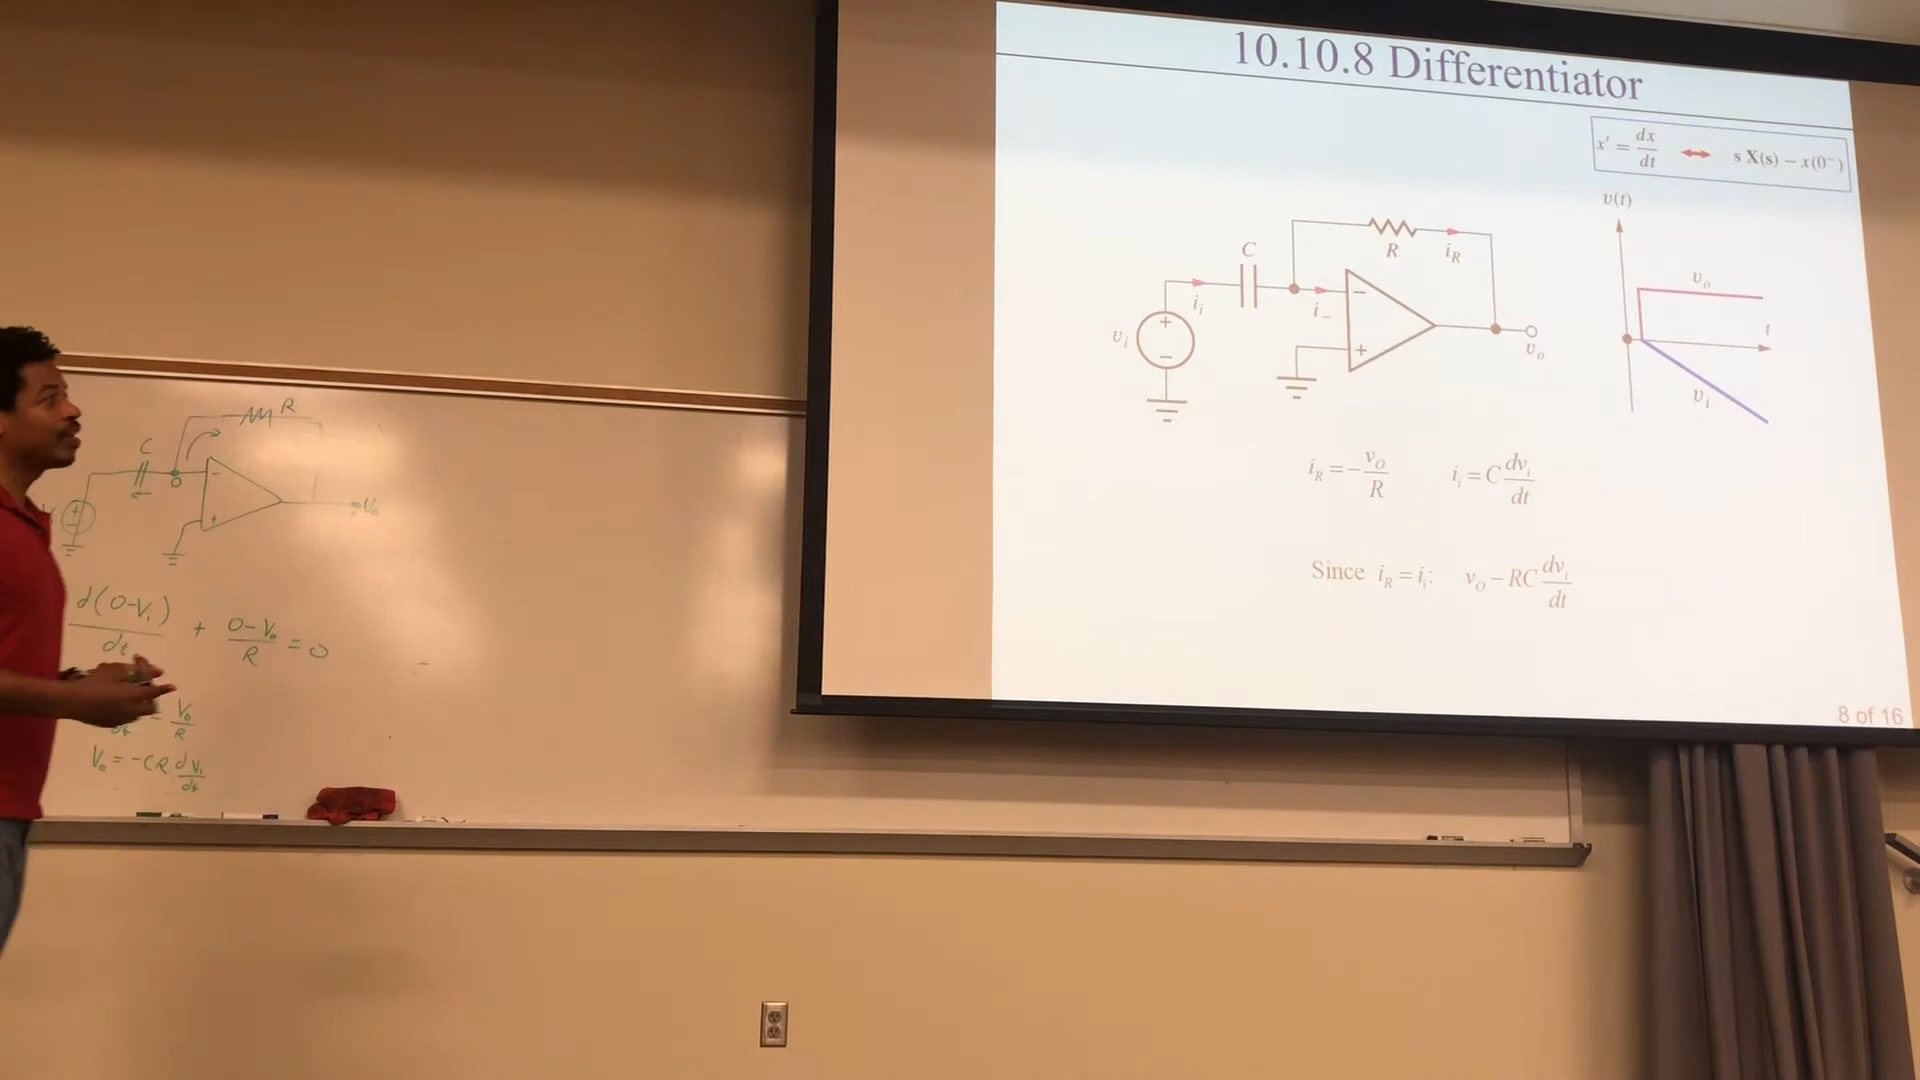 10.10.8 Differentiator
x' = dx/dt ↔ s X(s) – x(0⁻)
v(t)
C
R
i_R
i_i
i_–
v_i
+
–
–
+
v_o
v_o
t
v_i
i_R = – v_O/R
i_i = C dv_i/dt
Since i_R = i_i: v_O – RC dv_i/dt
8 of 16
R
C
0
-
+
V_o
+
-
d(0-V_i)/dt + 0-V_o/R = 0
= V_o/R
V_o = -CR dV_i/dt